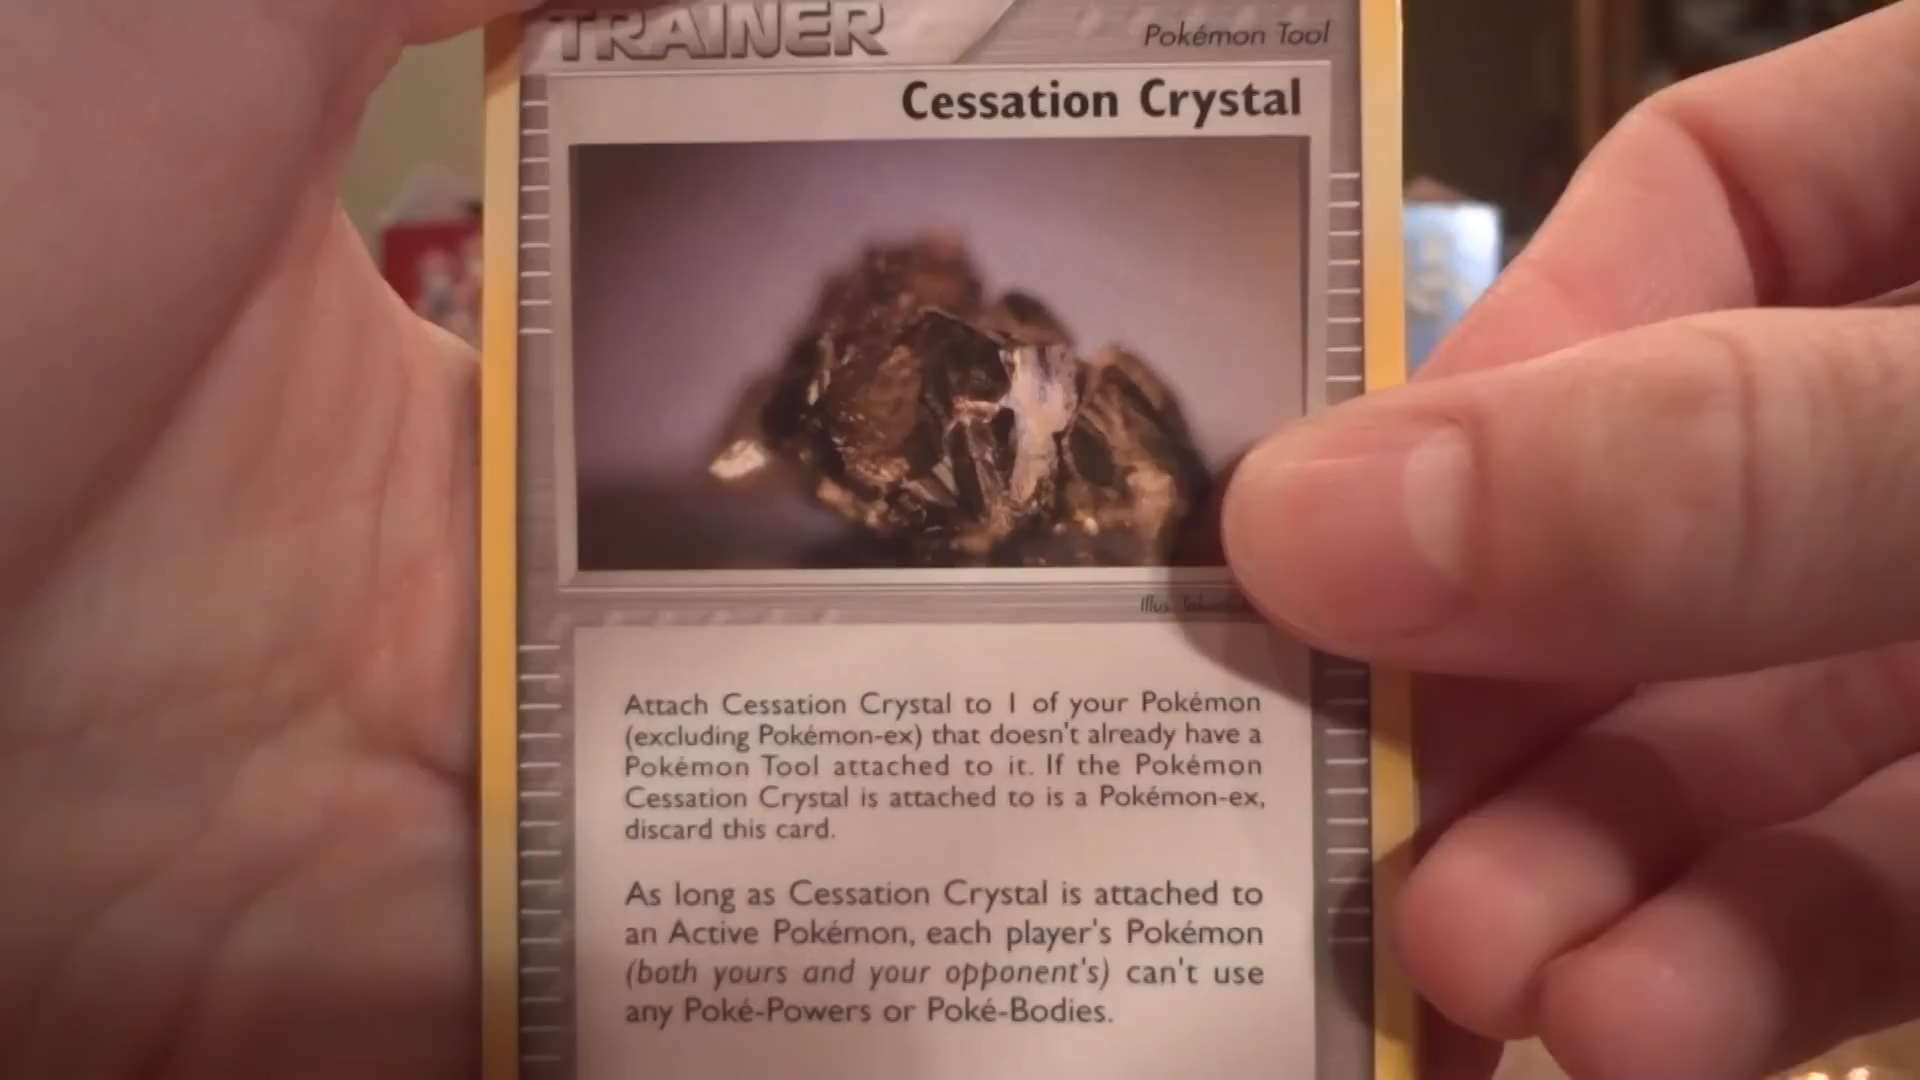 TRAINER
Pokémon Tool
Cessation Crystal
Illus.
Attach Cessation Crystal to 1 of your Pokémon
(excluding Pokémon-ex) that doesn't already have a
Pokémon Tool attached to it. If the Pokémon
Cessation Crystal is attached to is a Pokémon-ex,
discard this card.
As long as Cessation Crystal is attached to
an Active Pokémon, each player's Pokémon
(both yours and your opponent's) can't use
any Poké-Powers or Poké-Bodies.